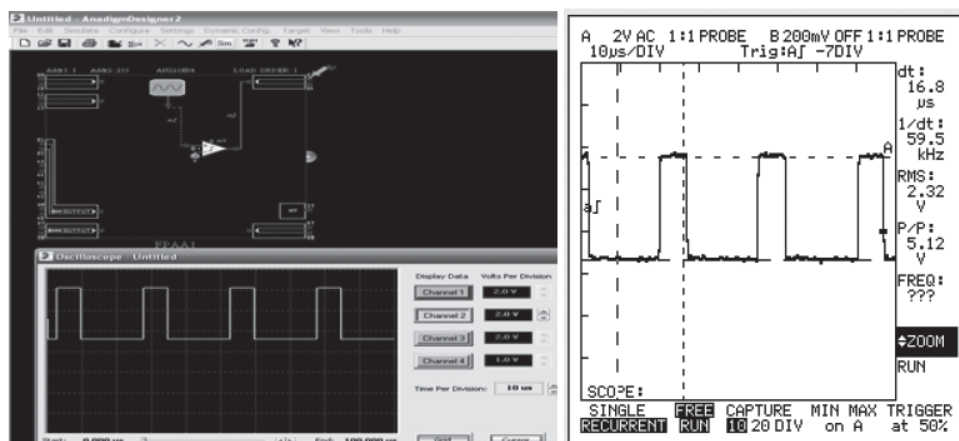 Untitled - AnadigmDesigner2
File Edit Simulate Configure Settings Dynamic Config. Target View Tools Help
LOAD ORDER: 1
FPAA1
Oscilloscope - Untitled
Display Data Volts Per Division
Channel 1 2.0 V
Channel 2 2.0 V
Channel 3 2.0 V
Channel 4 1.0 V
Time Per Division: 10 us
Start: 0.000 us End: 100.000 us
Grid Cursor
A 2V AC 1:1 PROBE B 200mV OFF 1:1 PROBE
10µs/DIV Trig:A∫ -7DIV
dt:
16.8
µs
1/dt:
59.5
kHz
A
RMS:
2.32
V
a∫
P/P:
5.12
V
FREQ:
???
ZOOM
RUN
SCOPE:
SINGLE FREE CAPTURE MIN MAX TRIGGER
RECURRENT RUN 10 20 DIV on A at 50%